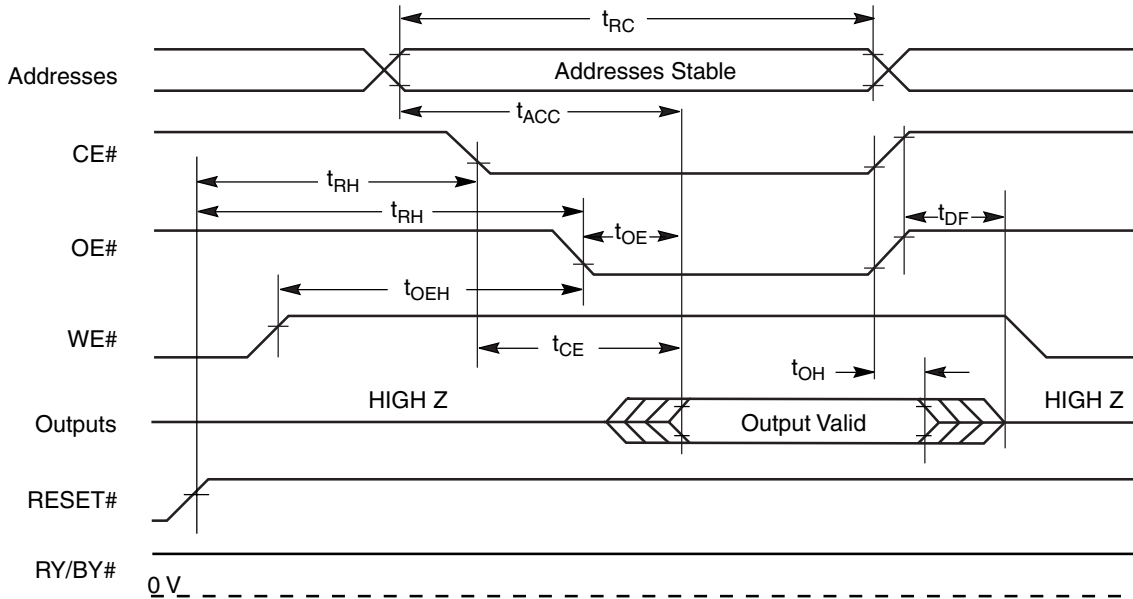 tRC
Addresses
Addresses Stable
tACC
CE#
tRH
tRH
tDF
OE#
tOE
tOEH
WE#
tCE
tOH
HIGH Z
HIGH Z
Outputs
Output Valid
RESET#
RY/BY#
0 V